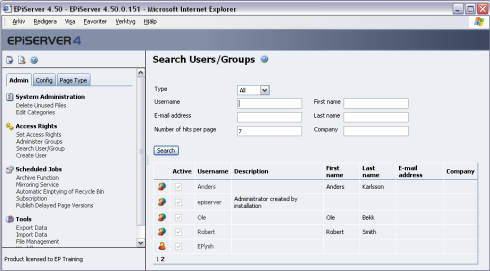 EPiServer 4.50 - EPiServer 4.50.0.151 - Microsoft Internet Explorer
Arkiv Redigera Visa Favoriter Verktyg Hjälp
EPiSERVER 4
Admin Config Page Type
System Administration
Delete Unused Files
Edit Categories
Access Rights
Set Access Rights
Administer Groups
Search User/Group
Create User
Scheduled Jobs
Archive Function
Mirroring Service
Automatic Emptying of Recycle Bin
Subscription
Publish Delayed Page Versions
Tools
Export Data
Import Data
File Management
Product licensed to EP Training
Search Users/Groups
Type All
Username First name
E-mail address Last name
Number of hits per page 7 Company
Search
Active Username Description First name Last name E-mail address Company
Anders Anders Karlsson
episerver Administrator created by installation
Ole Ole Bekk
Robert Robert Smith
EP\nih
1 2